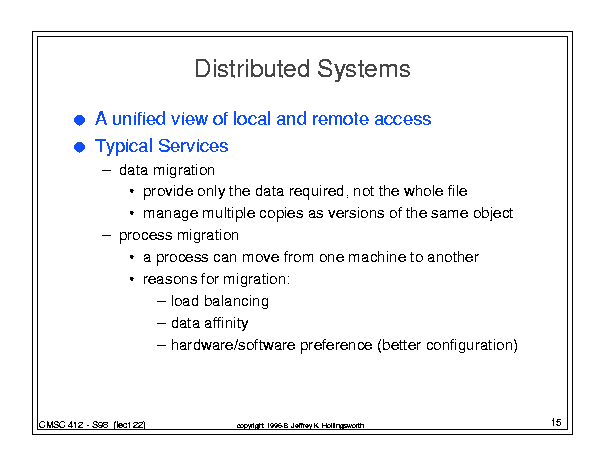 Distributed Systems
● A unified view of local and remote access
● Typical Services
– data migration
• provide only the data required, not the whole file
• manage multiple copies as versions of the same object
– process migration
• a process can move from one machine to another
• reasons for migration:
– load balancing
– data affinity
– hardware/software preference (better configuration)
CMSC 412 - S98 (lect 22)
copyright 1996-8 Jeffrey K. Hollingsworth
15